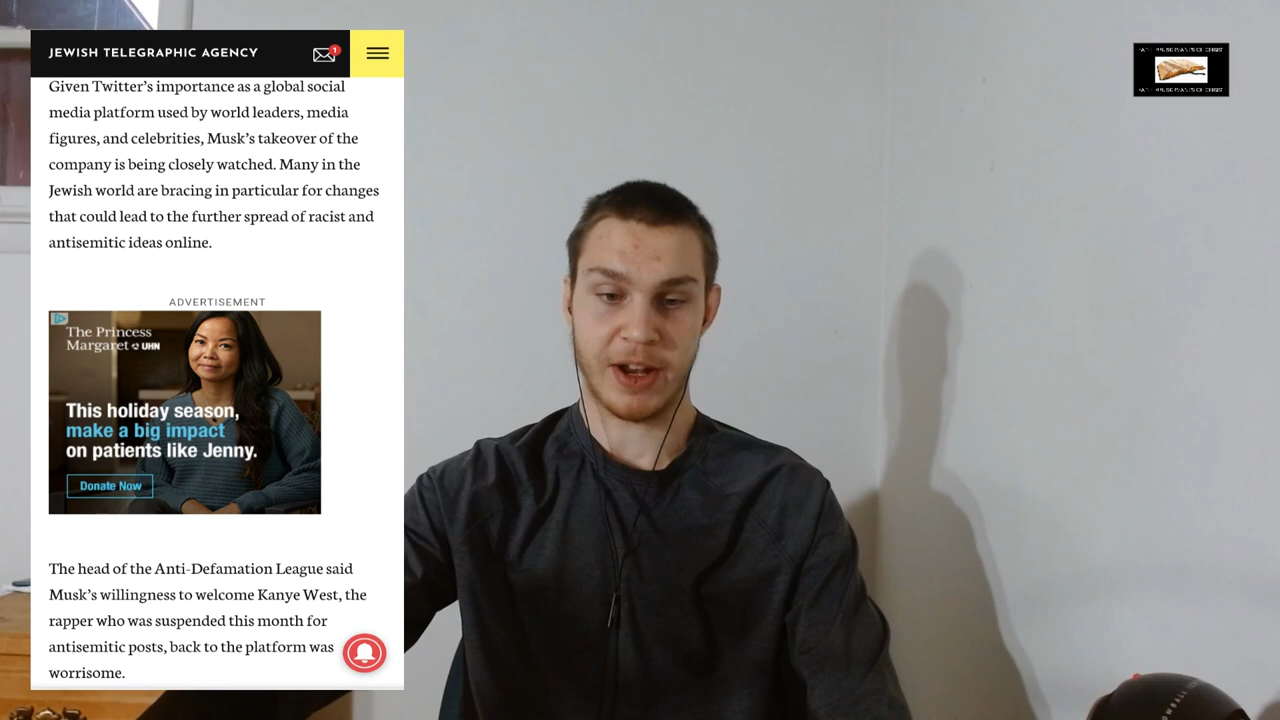 JEWISH TELEGRAPHIC AGENCY
1
Given Twitter's importance as a global social
media platform used by world leaders, media
figures, and celebrities, Musk's takeover of the
company is being closely watched. Many in the
Jewish world are bracing in particular for changes
that could lead to the further spread of racist and
antisemitic ideas online.
ADVERTISEMENT
The Princess
Margaret UHN
This holiday season,
make a big impact
on patients like Jenny.
Donate Now
The head of the Anti-Defamation League said
Musk's willingness to welcome Kanye West, the
rapper who was suspended this month for
antisemitic posts, back to the platform was
worrisome.